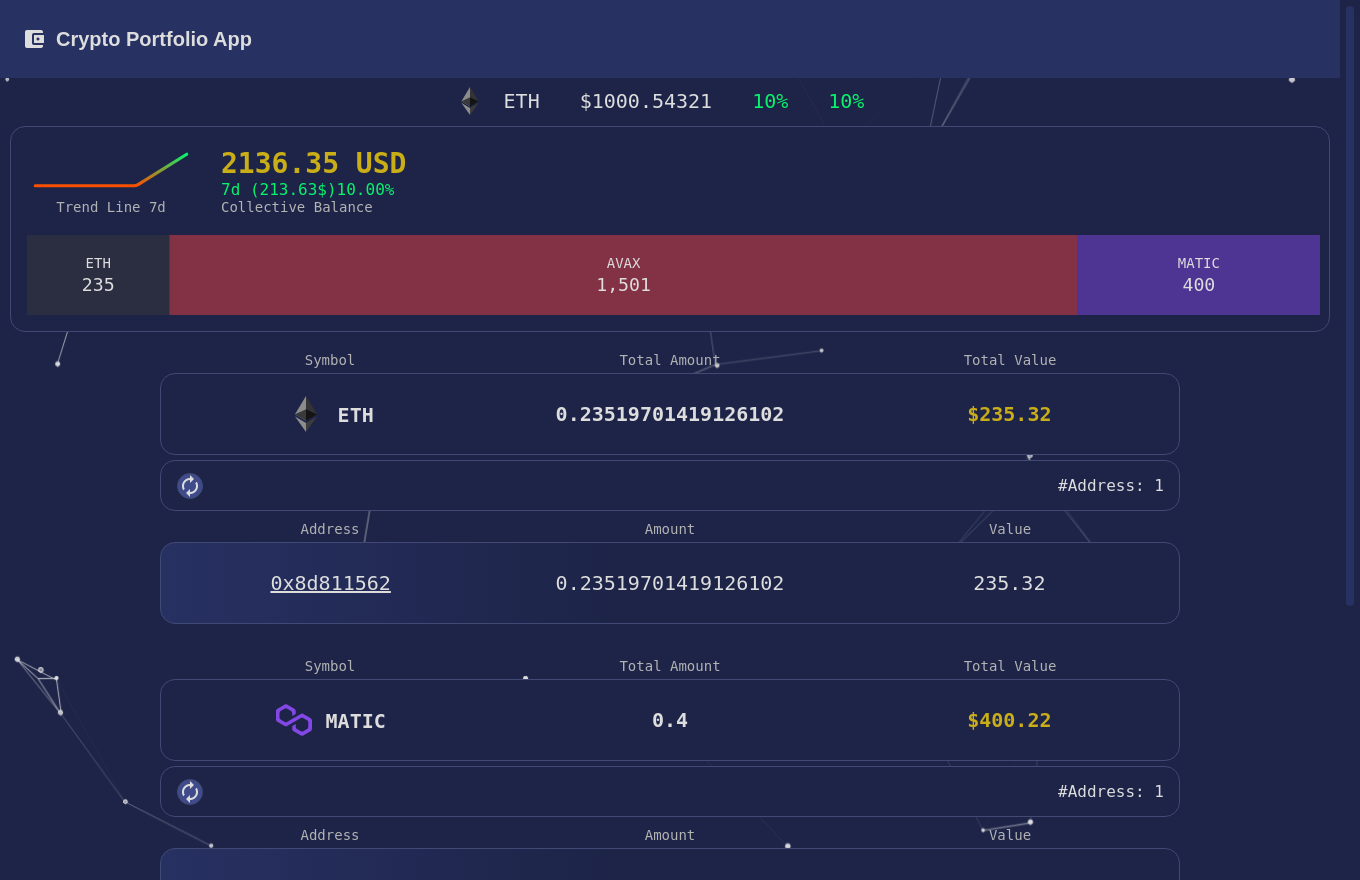 Crypto Portfolio App
ETH $1000.54321 10% 10%
2136.35 USD
7d (213.63$)10.00%
Trend Line 7d Collective Balance
ETH AVAX MATIC
235 1,501 400
Symbol Total Amount Total Value
ETH 0.23519701419126102 $235.32
#Address: 1
Address Amount Value
0x8d811562 0.23519701419126102 235.32
Symbol Total Amount Total Value
MATIC 0.4 $400.22
#Address: 1
Address Amount Value